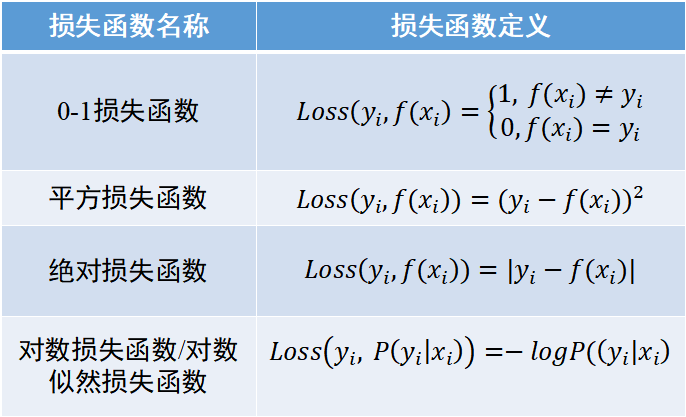 损失函数名称 损失函数定义
0-1损失函数 Loss(yᵢ,f(xᵢ) = {1, f(xᵢ) ≠ yᵢ
0,f(xᵢ) = yᵢ
平方损失函数 Loss(yᵢ,f(xᵢ)) = (yᵢ − f(xᵢ))²
绝对损失函数 Loss(yᵢ,f(xᵢ)) = |yᵢ − f(xᵢ)|
对数损失函数/对数
似然损失函数 Loss(yᵢ, P(yᵢ|xᵢ)) =− logP((yᵢ|xᵢ)